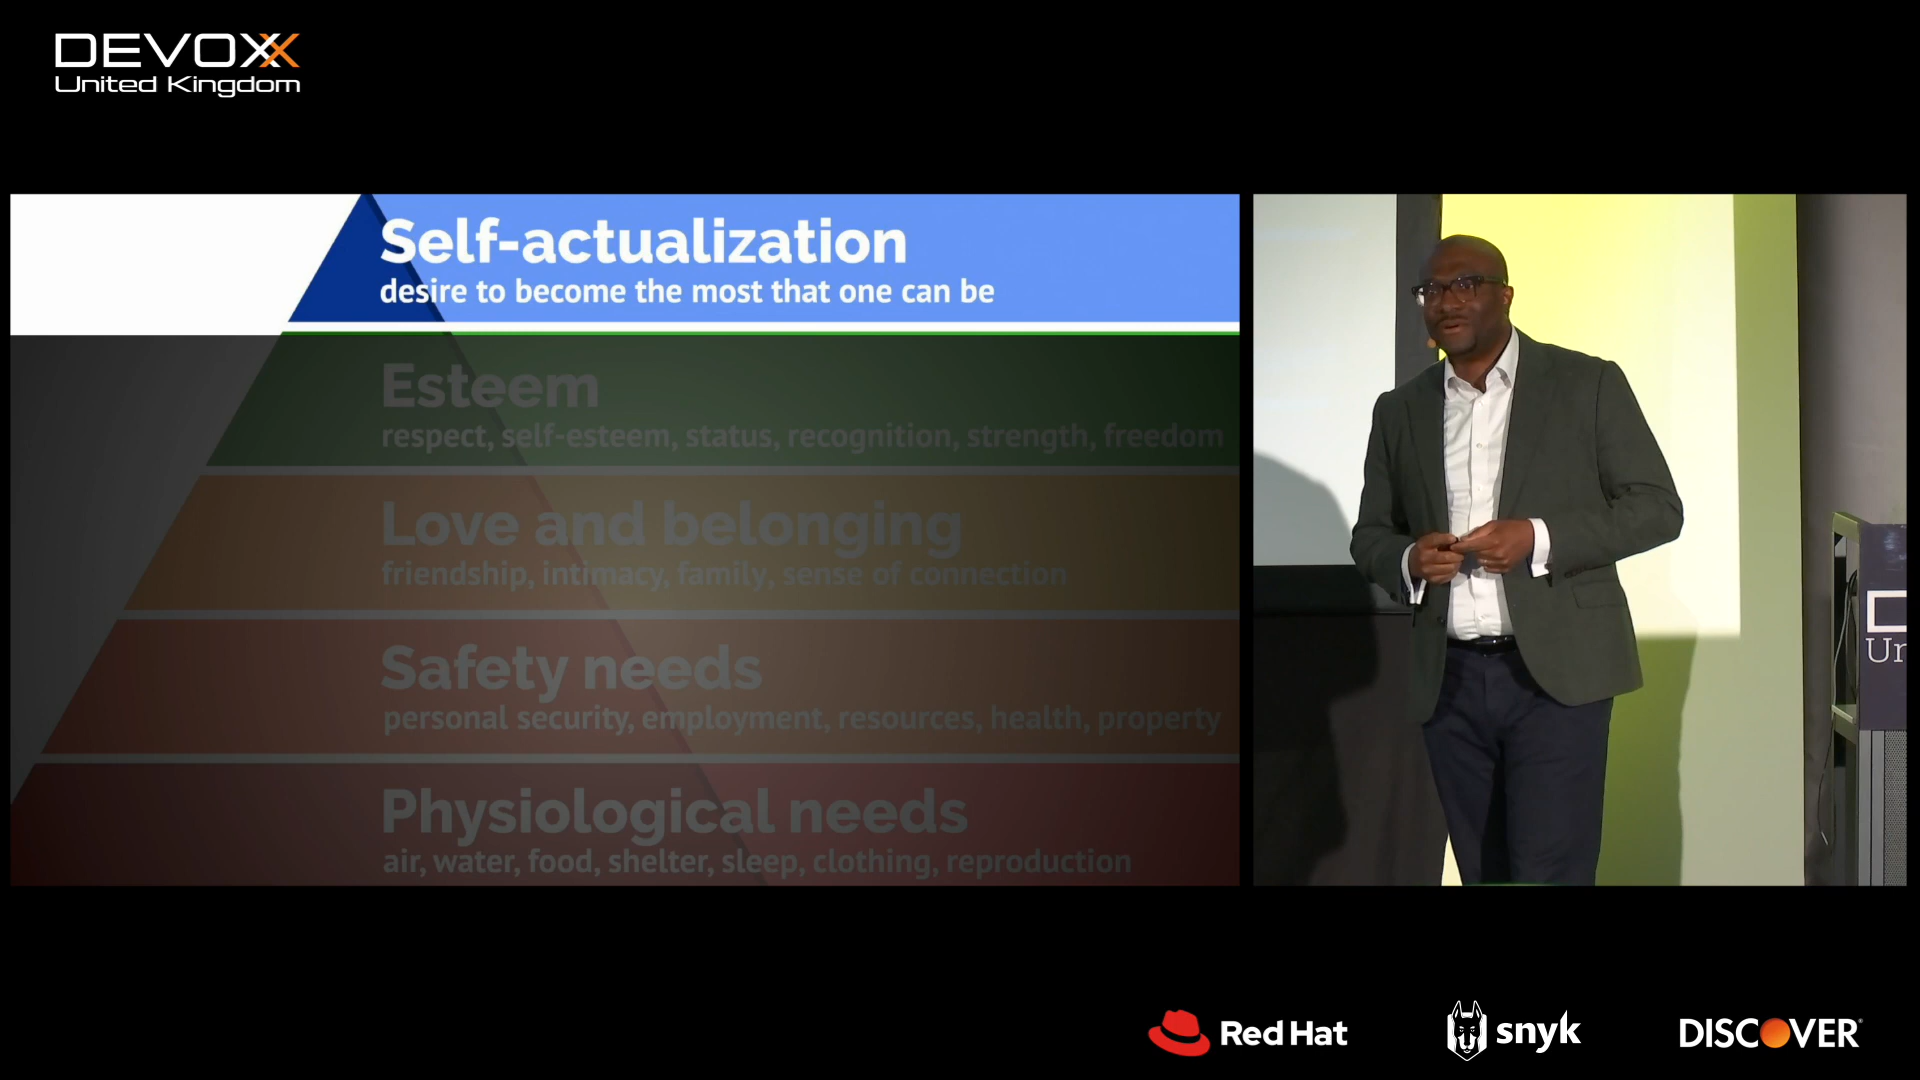 DEVOXX
United Kingdom
Self-actualization
desire to become the most that one can be
Esteem
respect, self-esteem, status, recognition, strength, freedom
Love and belonging
friendship, intimacy, family, sense of connection
Safety needs
personal security, employment, resources, health, property
Physiological needs
air, water, food, shelter, sleep, clothing, reproduction
Un
Red Hat
snyk
DISCOVER